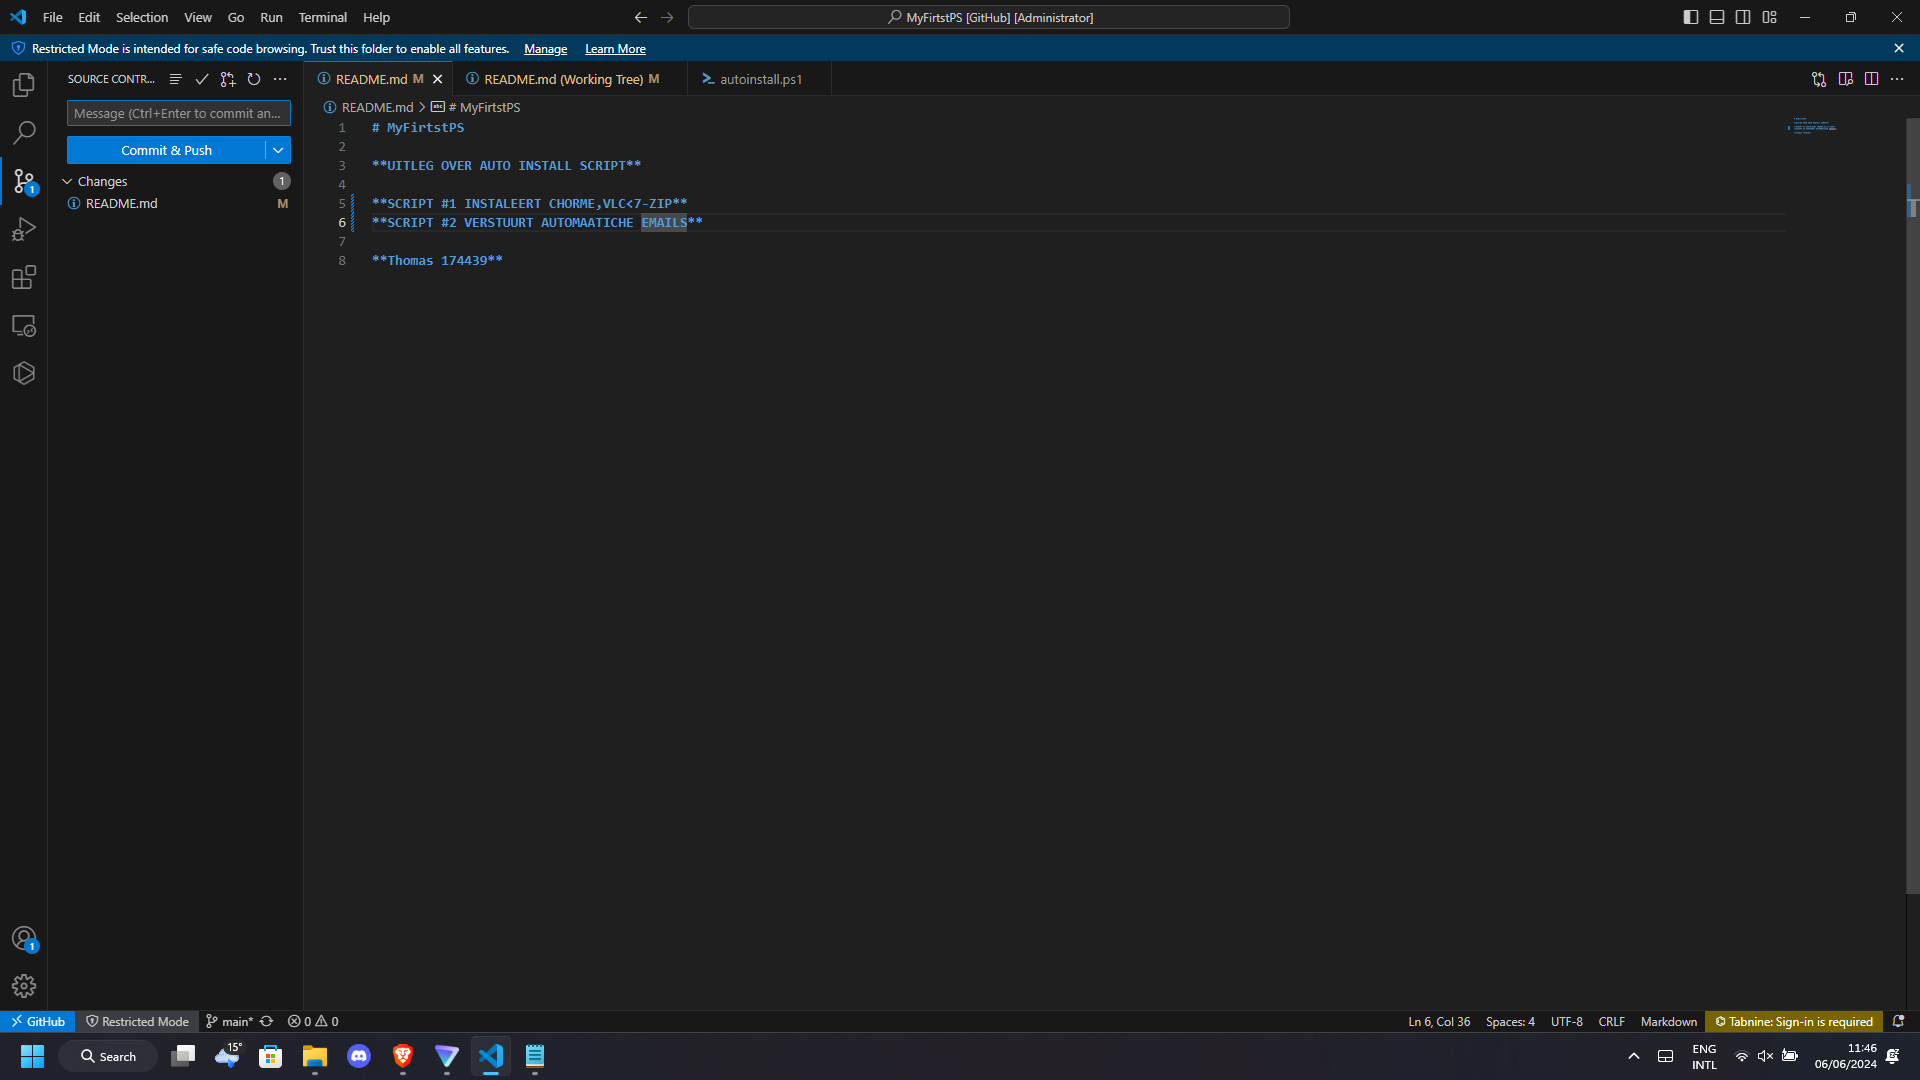 File Edit Selection View Go Run Terminal Help
MyFirtstPS [GitHub] [Administrator]
Restricted Mode is intended for safe code browsing. Trust this folder to enable all features. Manage Learn More
SOURCE CONTR...
README.md M
README.md (Working Tree) M
autoinstall.ps1
Message (Ctrl+Enter to commit an...
Commit & Push
Changes 1
README.md M
README.md > # MyFirtstPS
1 # MyFirtstPS
2
3 **UITLEG OVER AUTO INSTALL SCRIPT**
4
5 **SCRIPT #1 INSTALEERT CHORME,VLC<7-ZIP**
6 **SCRIPT #2 VERSTUURT AUTOMAATICHE EMAILS**
7
8 **Thomas 174439**
1
1
GitHub Restricted Mode main* 0 0
Ln 6, Col 36 Spaces: 4 UTF-8 CRLF Markdown Tabnine: Sign-in is required
Search
15°
ENG
INTL
11:46
06/06/2024